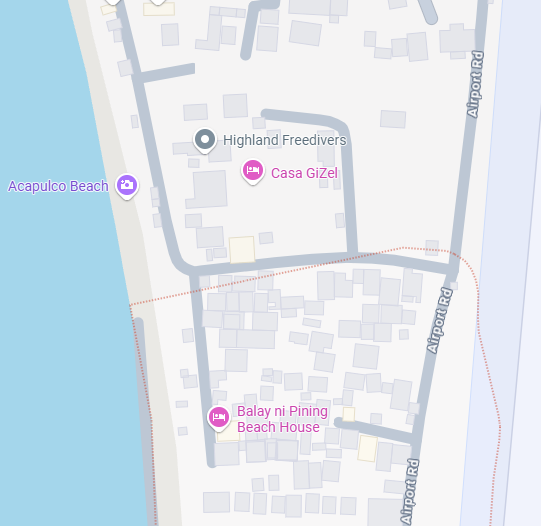 Airport Rd
Highland Freedivers
Casa GiZel
Acapulco Beach
Airport Rd
Balay ni Pining
Beach House
Airport Rd